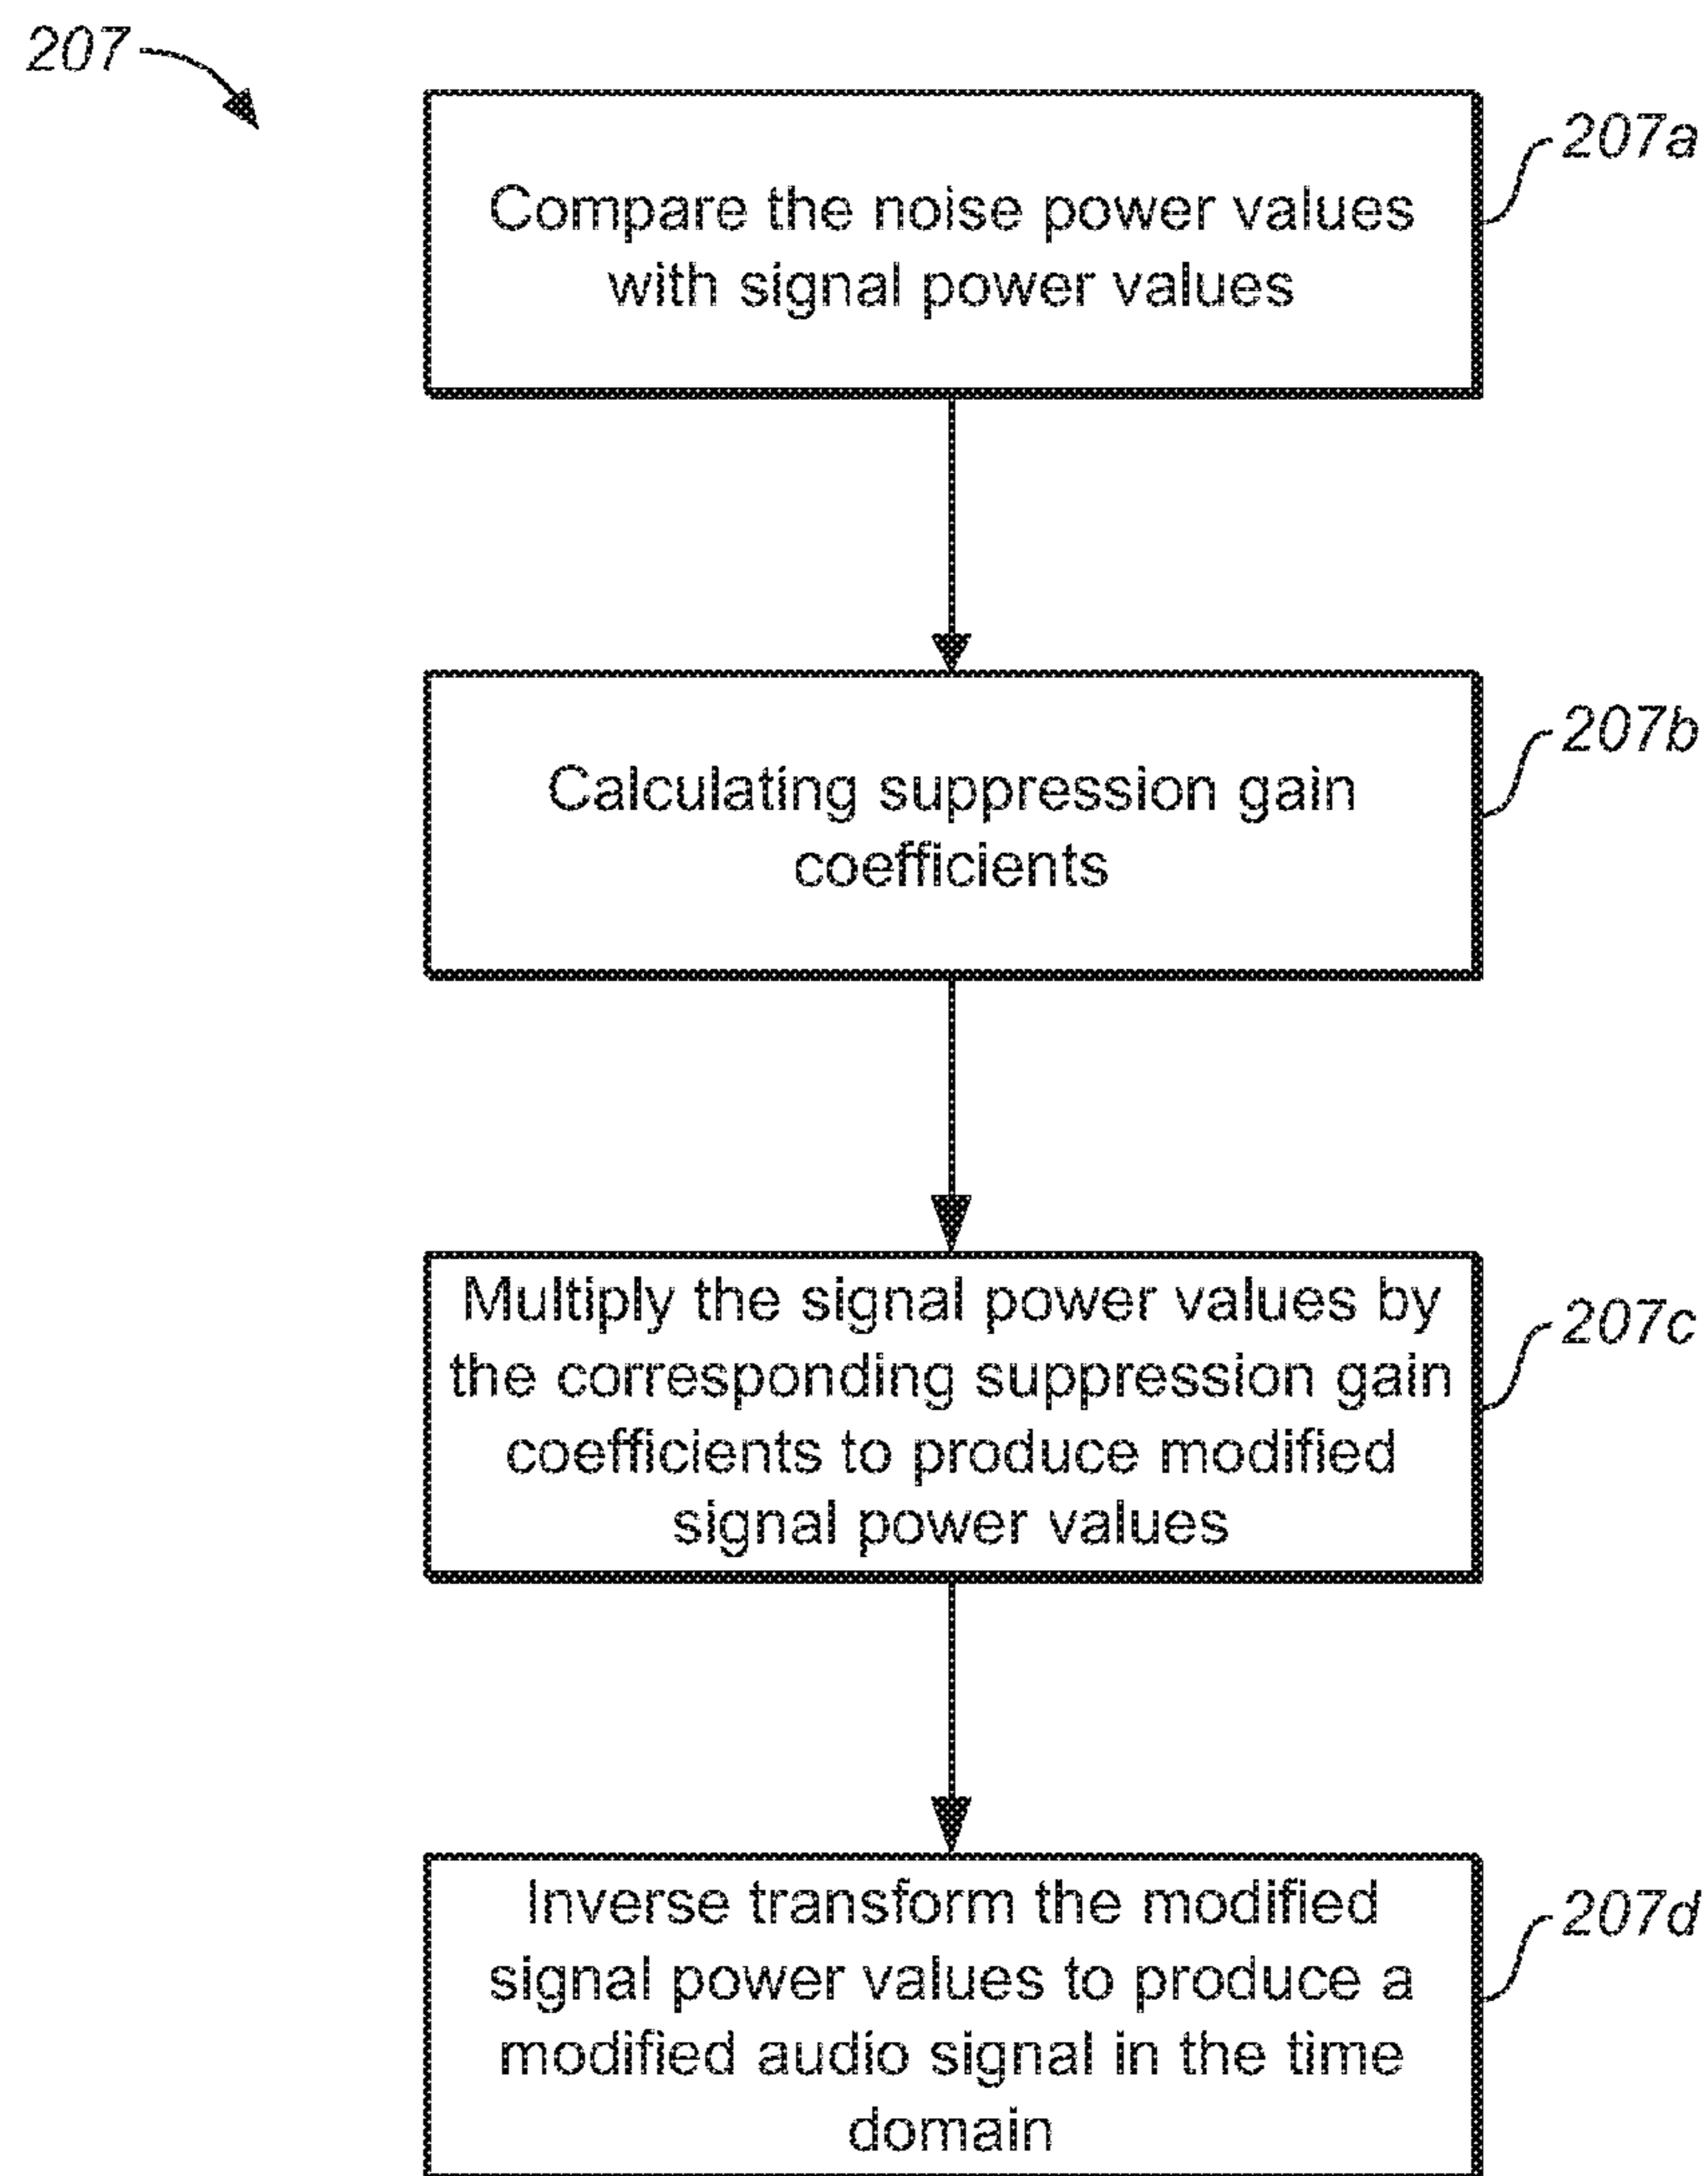 207
Compare the noise power values
with signal power values
207a
Calculating suppression gain
coefficients
207b
Multiply the signal power values by
the corresponding suppression gain
coefficients to produce modified
signal power values
207c
Inverse transform the modified
signal power values to produce a
modified audio signal in the time
domain
207d